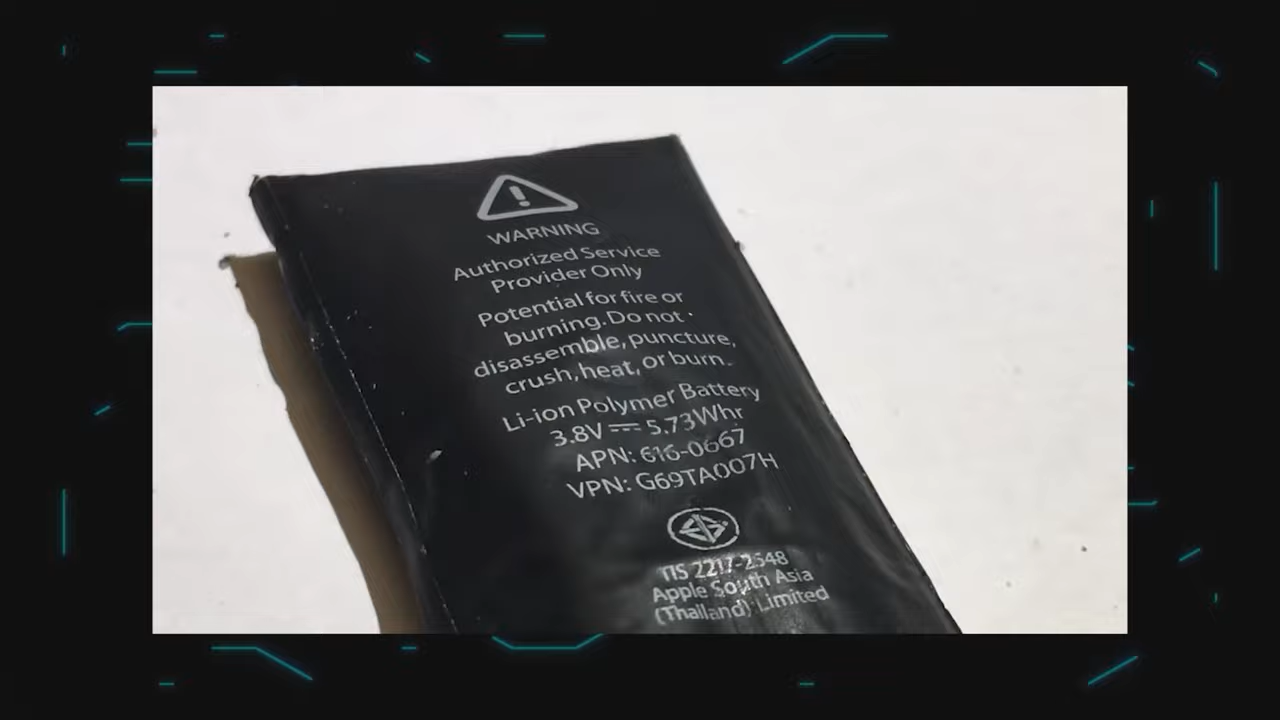 WARNING
Authorized Service
Provider Only
Potential for fire or
burning. Do not
disassemble, puncture,
crush, heat, or burn.
Li-ion Polymer Battery
3.8V ⎓ 5.73Whr
APN: 616-0667
VPN: G69TA007H
TIS 2217-2548
Apple South Asia
(Thailand) Limited